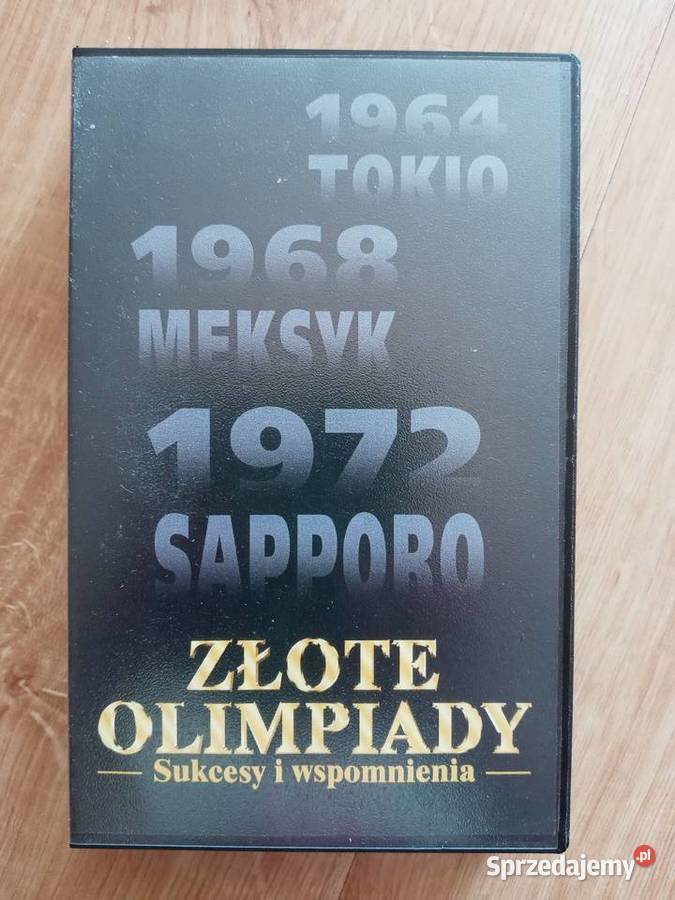 1964
TOKIO
1968
MEKSYK
1972
SAPPORO
ZŁOTE
OLIMPIADY
Sukcesy i wspomnienia
Sprzedajemy.pl